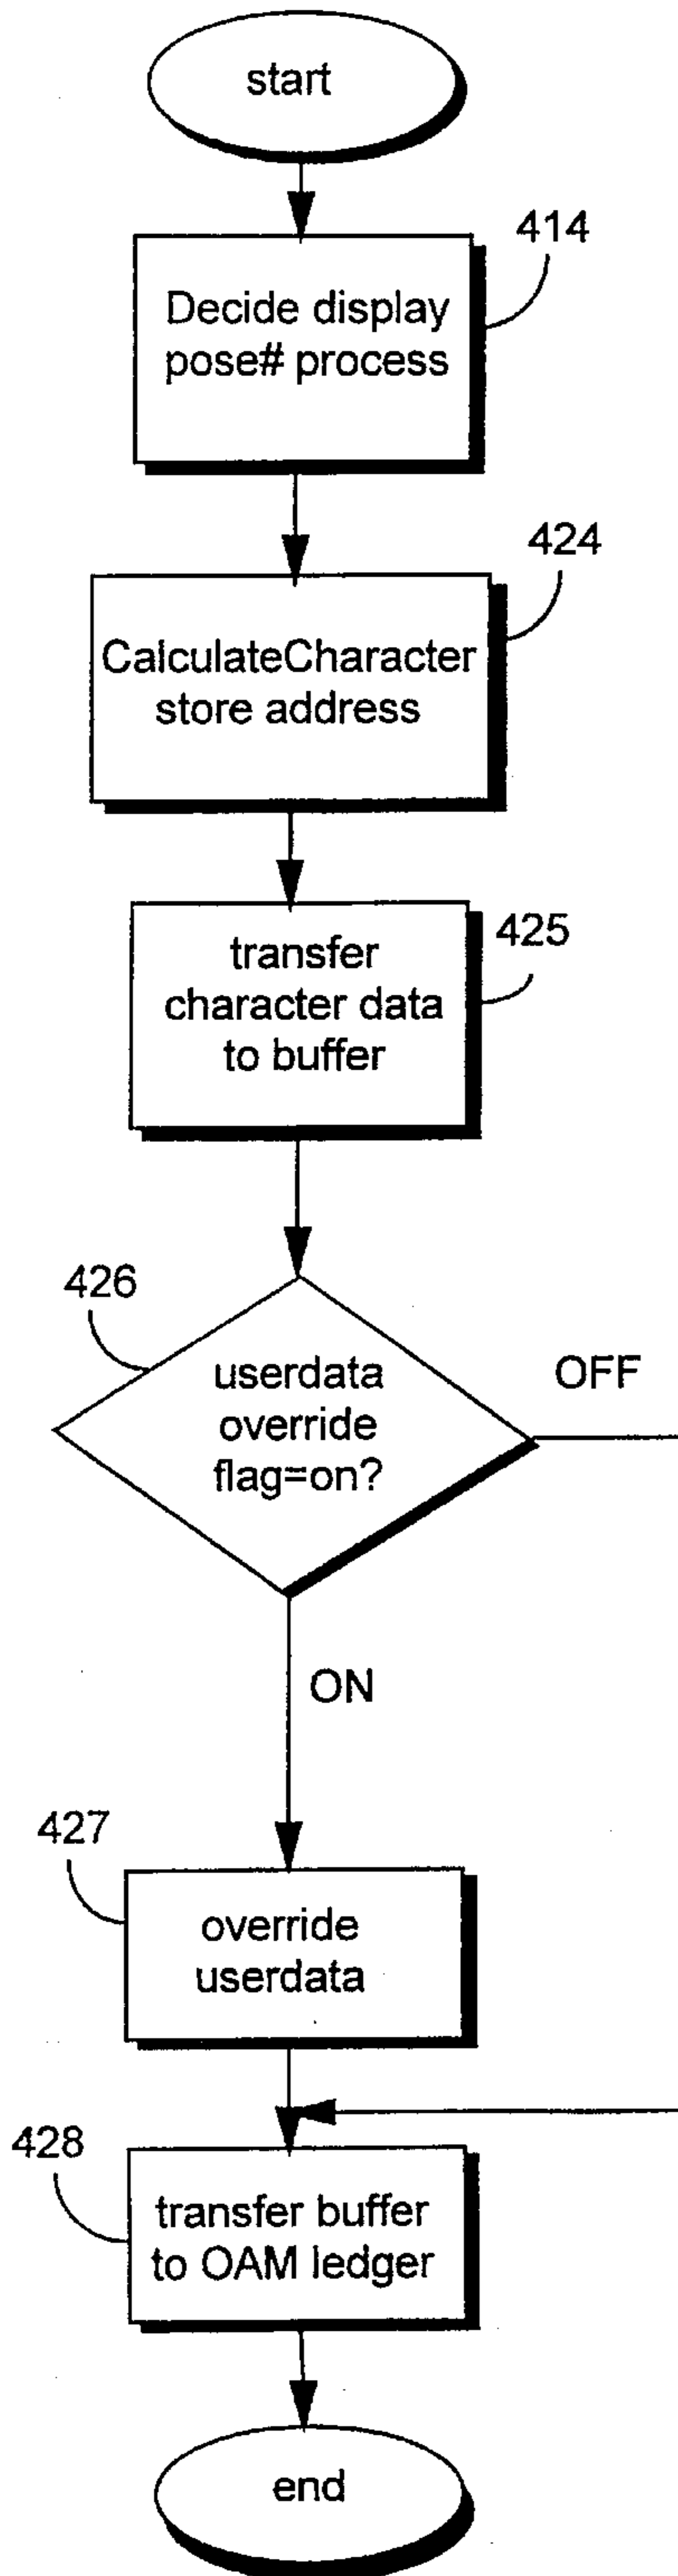 start
414
Decide display
pose# process
424
CalculateCharacter
store address
425
transfer
character data
to buffer
426
userdata
override
flag=on?
OFF
ON
427
override
userdata
428
transfer buffer
to OAM ledger
end